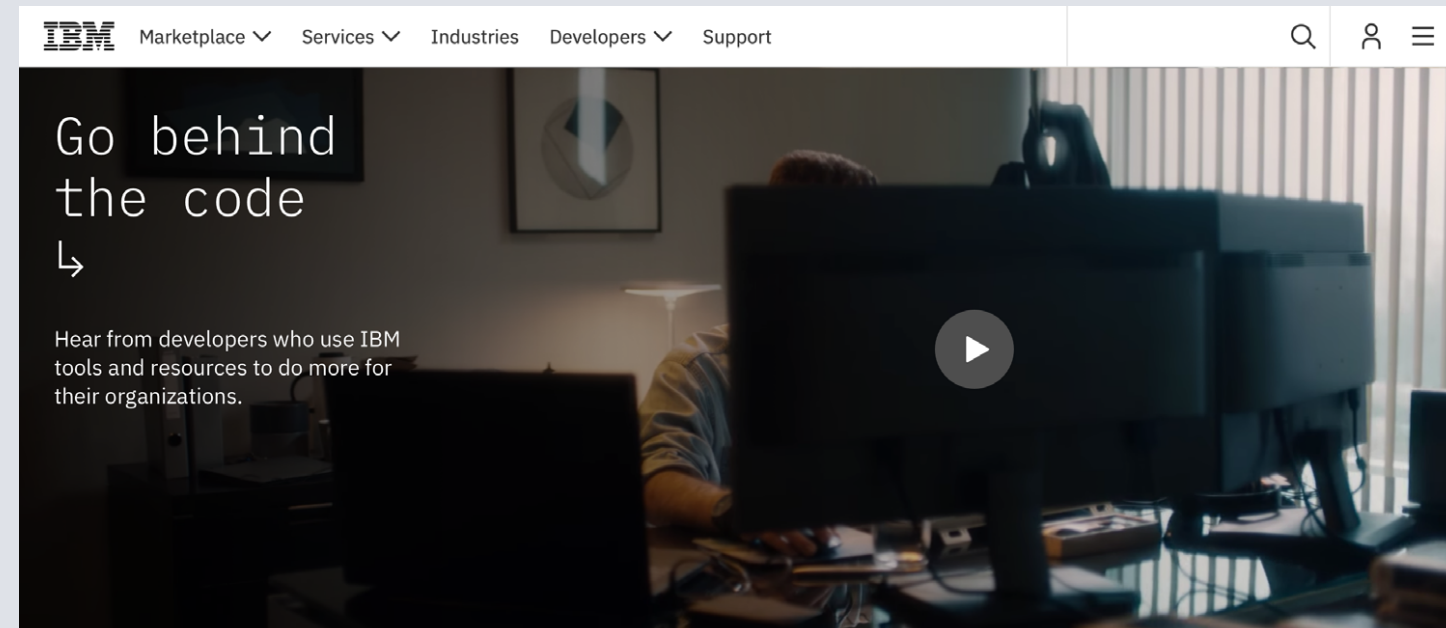 IBM
Marketplace
Services
Industries
Developers
Support
Go behind
the code
Hear from developers who use IBM
tools and resources to do more for
their organizations.